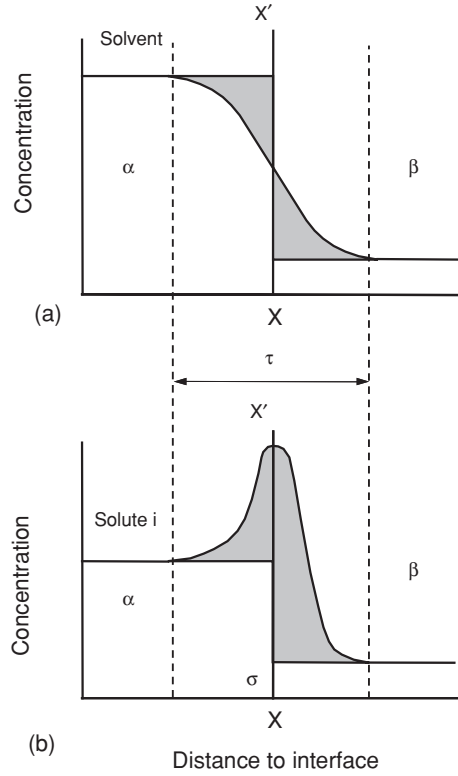 X′
Solvent
Concentration
α
β
(a)
X
τ
X′
Solute i
Concentration
α
β
σ
X
(b)
Distance to interface